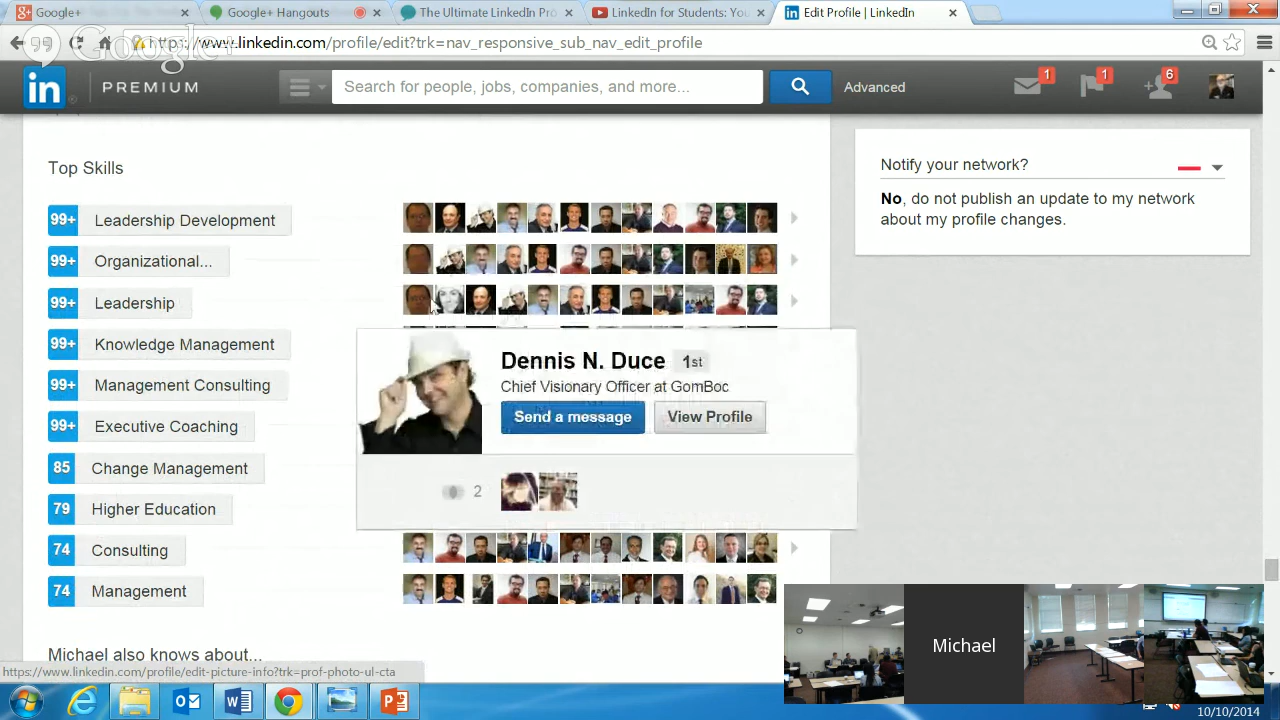 Google+
Google+ Hangouts
The Ultimate LinkedIn Pro
LinkedIn for Students: You
Edit Profile | LinkedIn
Google+
https://www.linkedin.com/profile/edit?trk=nav_responsive_sub_nav_edit_profile
in
PREMIUM
Search for people, jobs, companies, and more...
Advanced
1
1
6
Top Skills
99+ Leadership Development
99+ Organizational...
99+ Leadership
99+ Knowledge Management
99+ Management Consulting
99+ Executive Coaching
85 Change Management
79 Higher Education
74 Consulting
74 Management
Dennis N. Duce 1st
Chief Visionary Officer at GomBoc
Send a message
View Profile
2
Notify your network?
No, do not publish an update to my network
about my profile changes.
Michael also knows about...
https://www.linkedin.com/profile/edit-picture-info?trk=prof-photo-ul-cta
Michael
10/10/2014